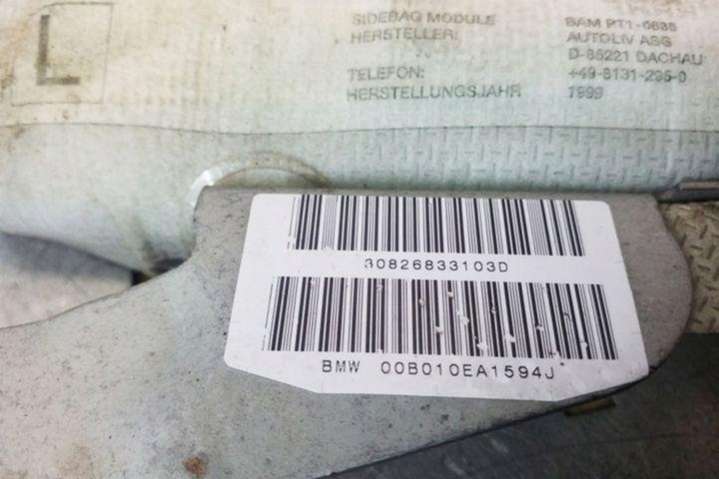 L
SIDEBAG MODULE BAM PT1-0635
HERSTELLER: AUTOLIV ASG
D-85221 DACHAU
TELEFON: +49-8131-295-0
HERSTELLUNGSJAHR 1999
30826833103D
BMW 00B010EA1594J